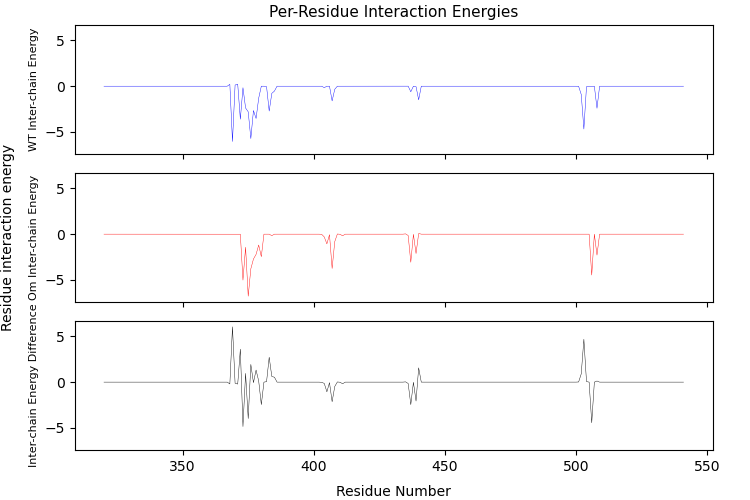 Per-Residue Interaction Energies
Residue interaction energy
WT Inter-chain Energy
5
0
−5
Om Inter-chain Energy
5
0
−5
Inter-chain Energy Difference
5
0
−5
350
400
450
500
550
Residue Number